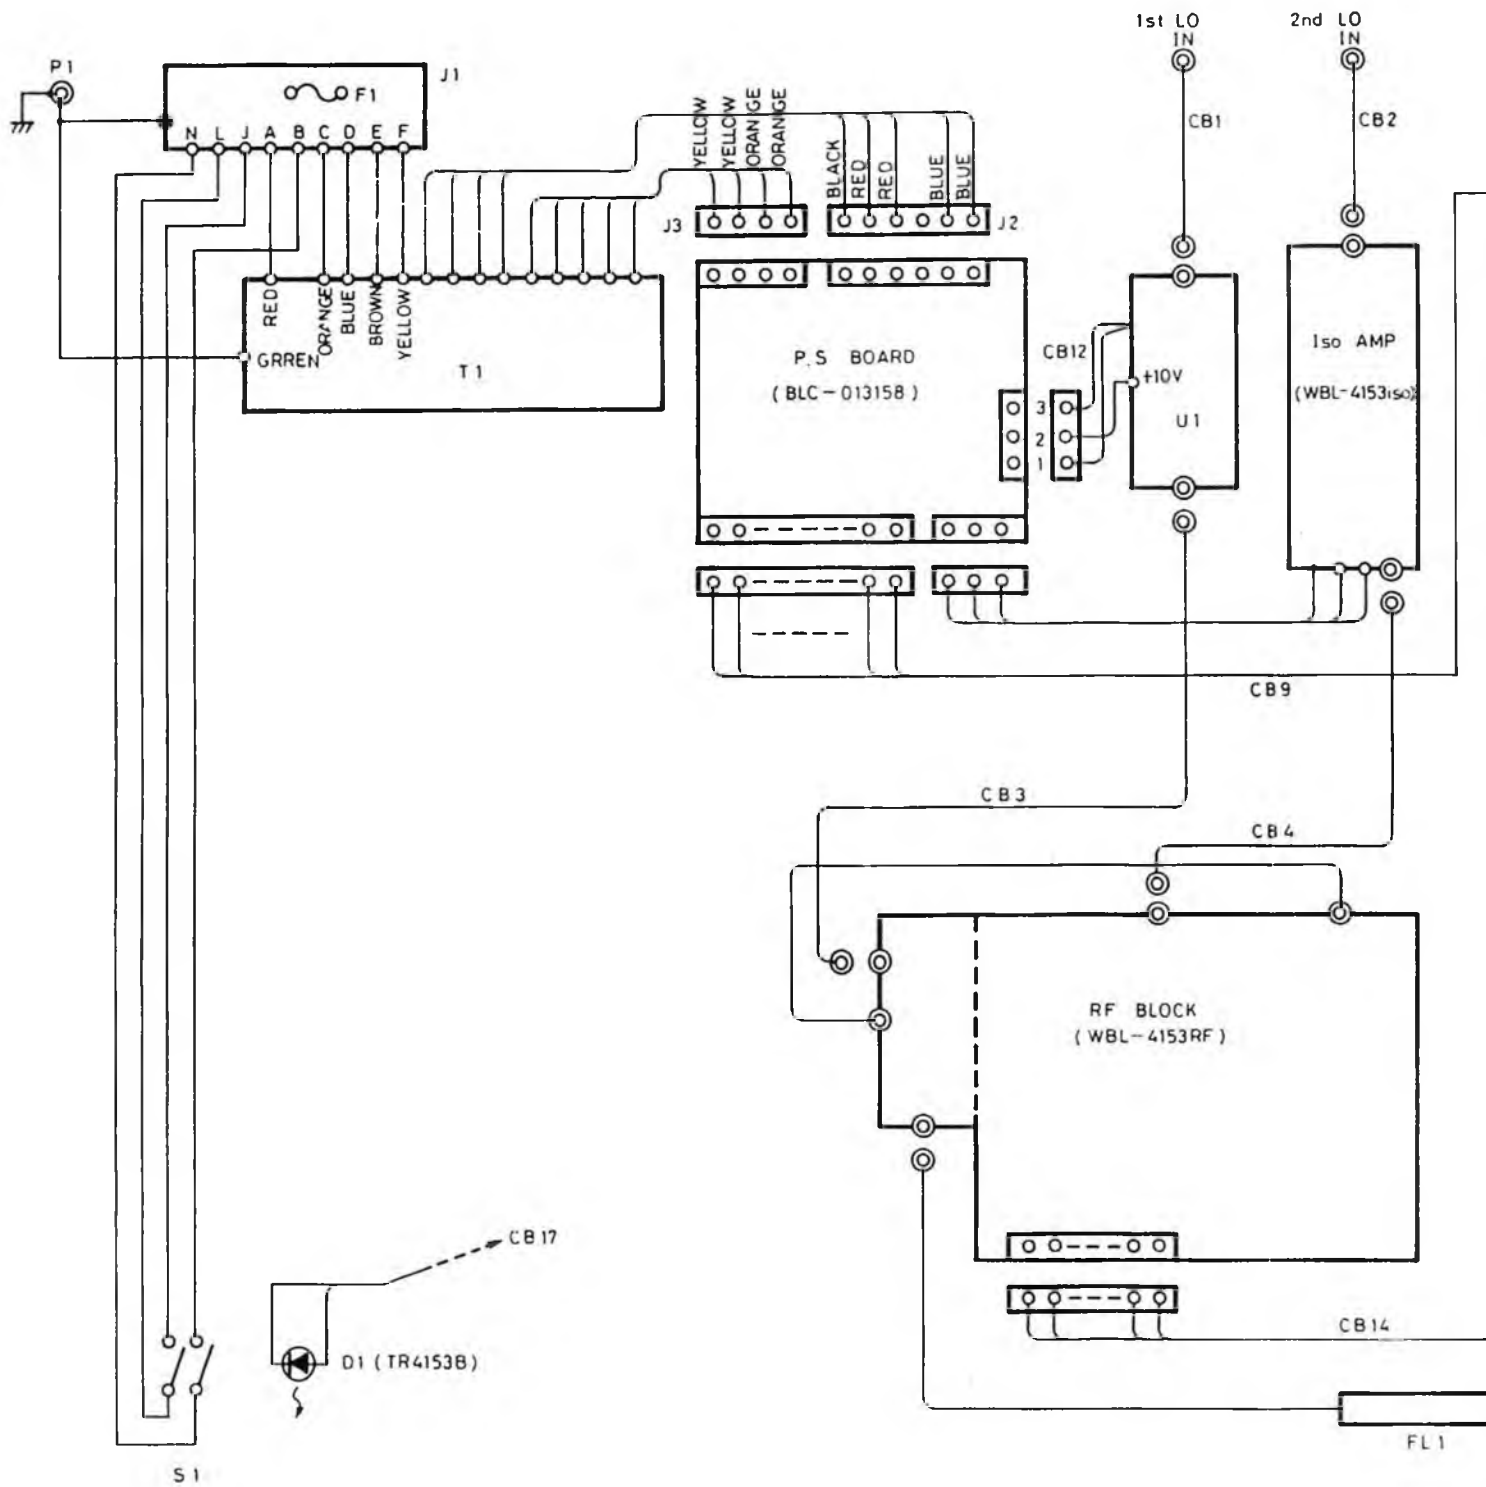 1st LO
IN
2nd LO
IN
P1
J1
F1
N L J A B C D E F
YELLOW
YELLOW
ORANGE
ORANGE
BLACK
RED
RED
BLUE
BLUE
CB1
CB2
J3
J2
RED
ORANGE
BLUE
BROWN
YELLOW
GRREN
T1
P.S BOARD
(BLC-013158)
3
2
1
CB12
+10V
U1
Iso AMP
(WBL-4153iso)
CB9
CB3
CB4
RF BLOCK
(WBL-4153RF)
CB17
D1 (TR4153B)
CB14
FL1
S1